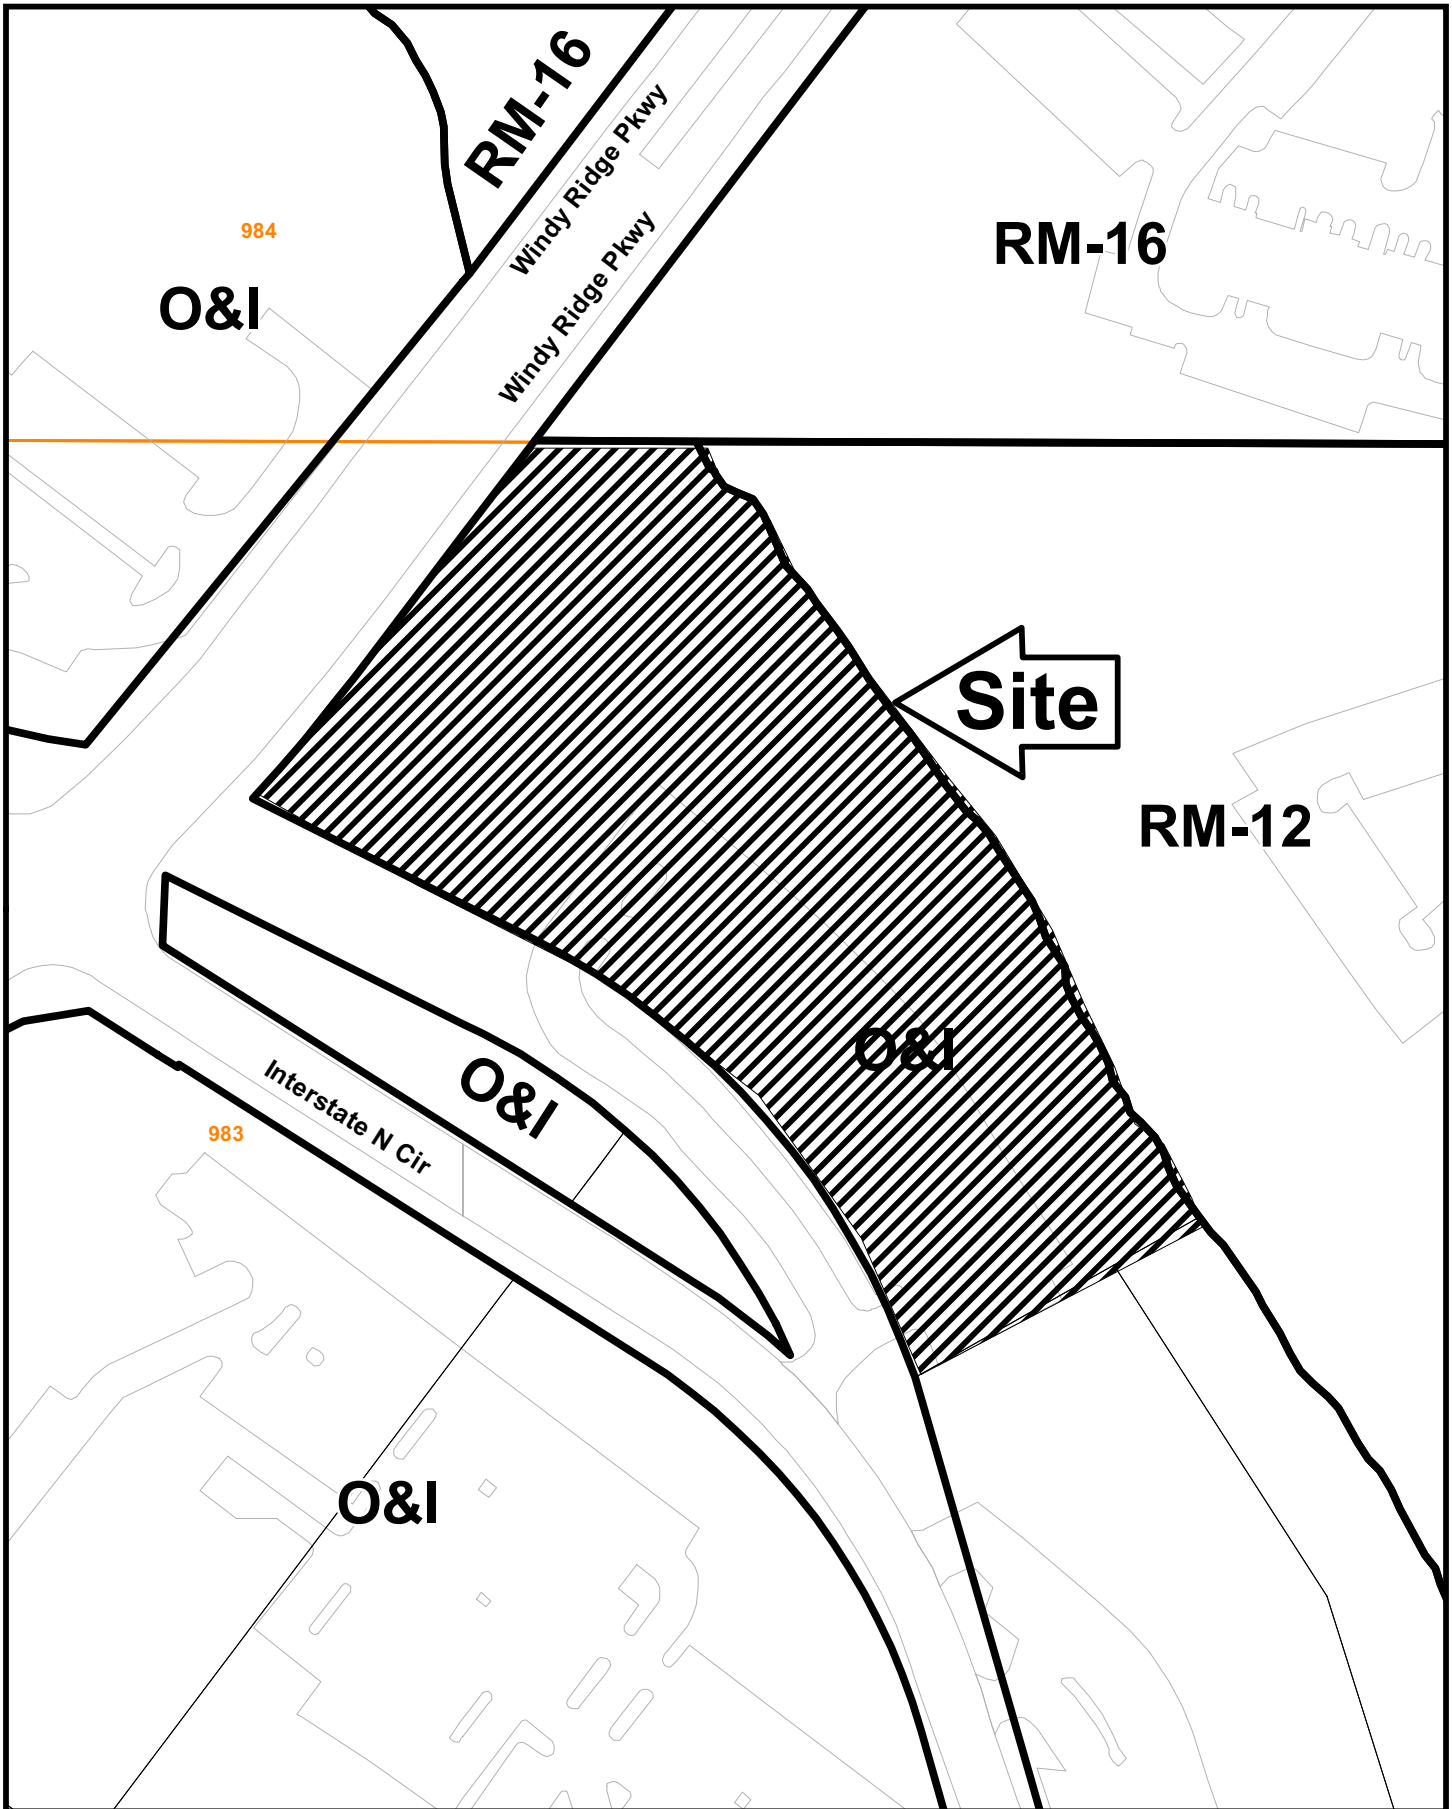 RM-16
Windy Ridge Pkwy
Windy Ridge Pkwy
984
RM-16
O&I
Site
RM-12
O&I
O&I
Interstate N Cir
983
O&I